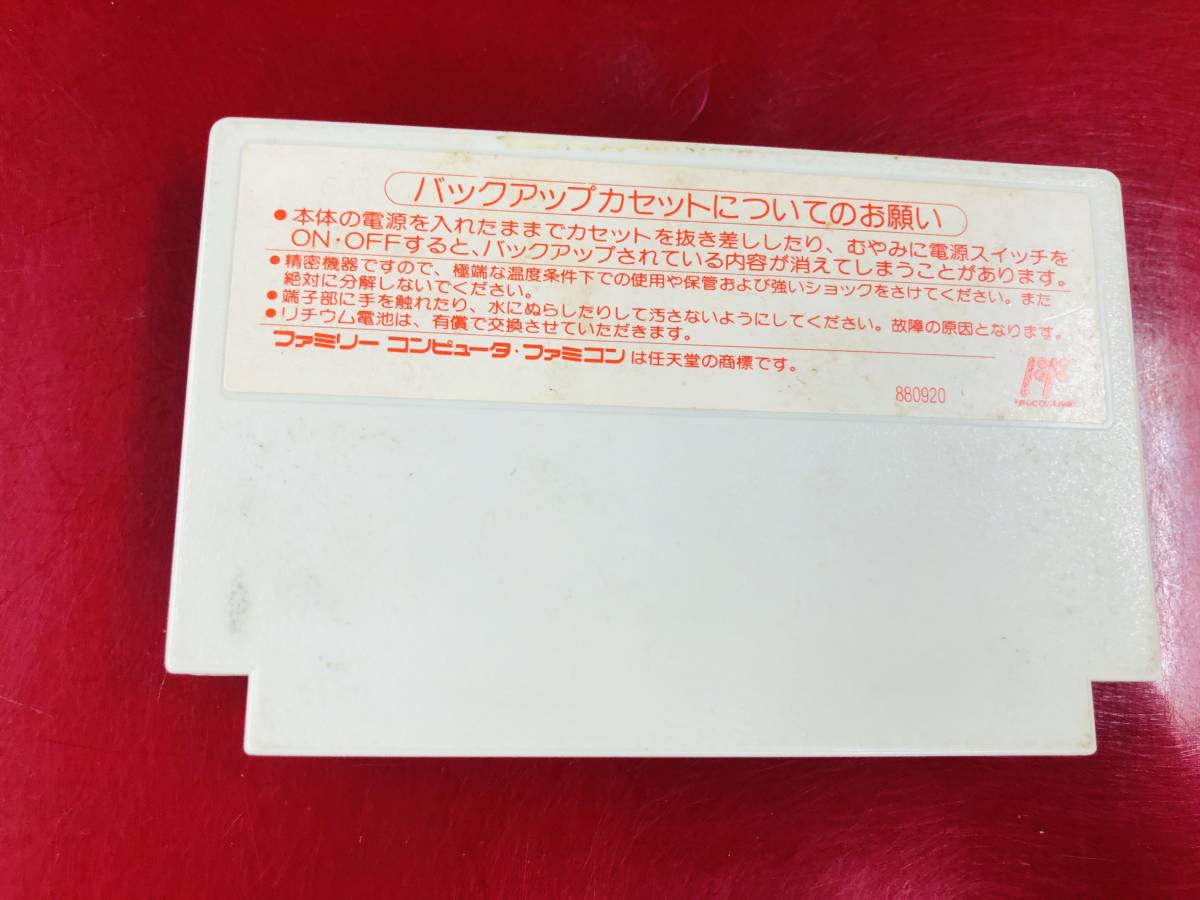 バックアップカセットについてのお願い
●本体の電源を入れたままでカセットを抜き差ししたり、むやみに電源スイッチを
ON・OFFすると、バックアップされている内容が消えてしまうことがあります。
●精密機器ですので、極端な温度条件下での使用や保管および強いショックをさけてください。また
絶対に分解しないでください。
●端子部に手を触れたり、水にぬらしたりして汚さないようにしてください。故障の原因となります。
●リチウム電池は、有償で交換させていただきます。
ファミリー コンピュータ・ファミコン は任天堂の商標です。
880920